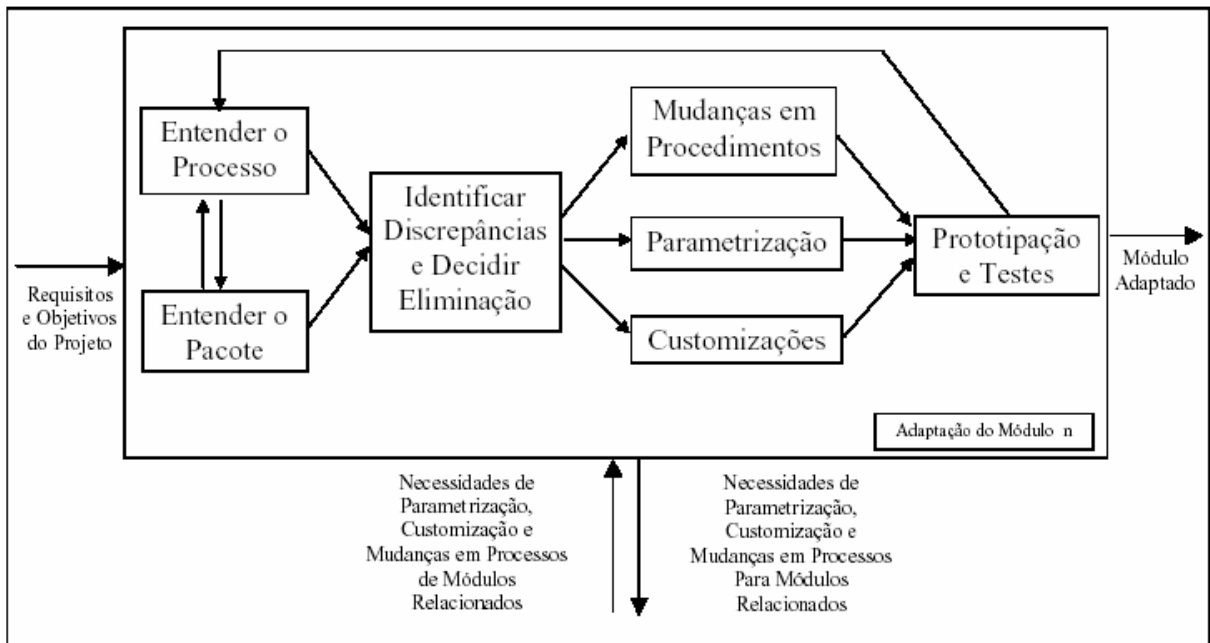 Entender o
Processo
Entender o
Pacote
Identificar
Discrepâncias
e Decidir
Eliminação
Mudanças em
Procedimentos
Parametrização
Customizações
Prototipação
e Testes
Requisitos
e Objetivos
do Projeto
Módulo
Adaptado
Adaptação do Módulo n
Necessidades de
Parametrização,
Customização e
Mudanças em Processos
de Módulos
Relacionados
Necessidades de
Parametrização,
Customização e
Mudanças em Processos
Para Módulos
Relacionados